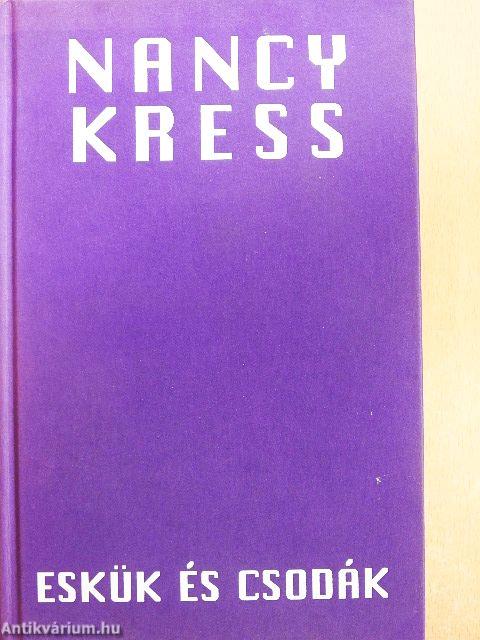 NANCY
KRESS
ESKÜK ÉS CSODÁK
Antikvárium.hu